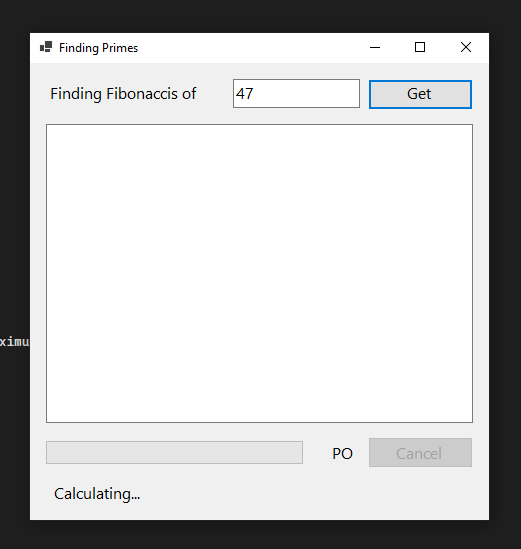 Finding Primes
Finding Fibonaccis of 47 Get
ximu
PO Cancel
Calculating...